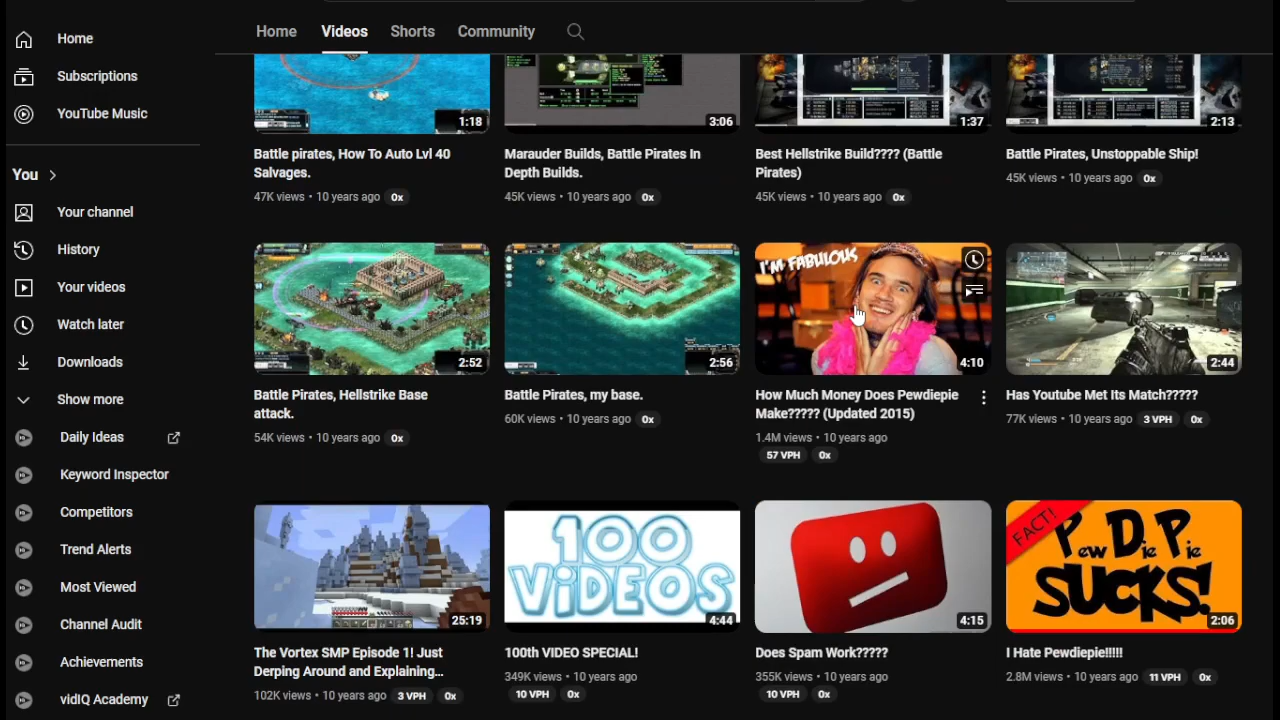 Home
Videos
Shorts
Community
Home
Subscriptions
YouTube Music
You
Your channel
History
Your videos
Watch later
Downloads
Show more
Daily Ideas
Keyword Inspector
Competitors
Trend Alerts
Most Viewed
Channel Audit
Achievements
vidIQ Academy
1:18
Battle pirates, How To Auto Lvl 40
Salvages.
47K views • 10 years ago 0x
3:06
Marauder Builds, Battle Pirates In
Depth Builds.
45K views • 10 years ago 0x
1:37
Best Hellstrike Build???? (Battle
Pirates)
45K views • 10 years ago 0x
2:13
Battle Pirates, Unstoppable Ship!
45K views • 10 years ago 0x
2:52
Battle Pirates, Hellstrike Base
attack.
54K views • 10 years ago 0x
2:56
Battle Pirates, my base.
60K views • 10 years ago 0x
I'M FABULOUS
4:10
How Much Money Does Pewdiepie
Make????? (Updated 2015)
1.4M views • 10 years ago
57 VPH 0x
2:44
Has Youtube Met Its Match?????
77K views • 10 years ago 3 VPH 0x
25:19
The Vortex SMP Episode 1! Just
Derping Around and Explaining...
102K views • 10 years ago 3 VPH 0x
100
ViDEOS
4:44
100th VIDEO SPECIAL!
349K views • 10 years ago
10 VPH 0x
4:15
Does Spam Work?????
355K views • 10 years ago
10 VPH 0x
FACT!
PewDiePie
SUCKS!
2:06
I Hate Pewdiepie!!!!!
2.8M views • 10 years ago 11 VPH 0x